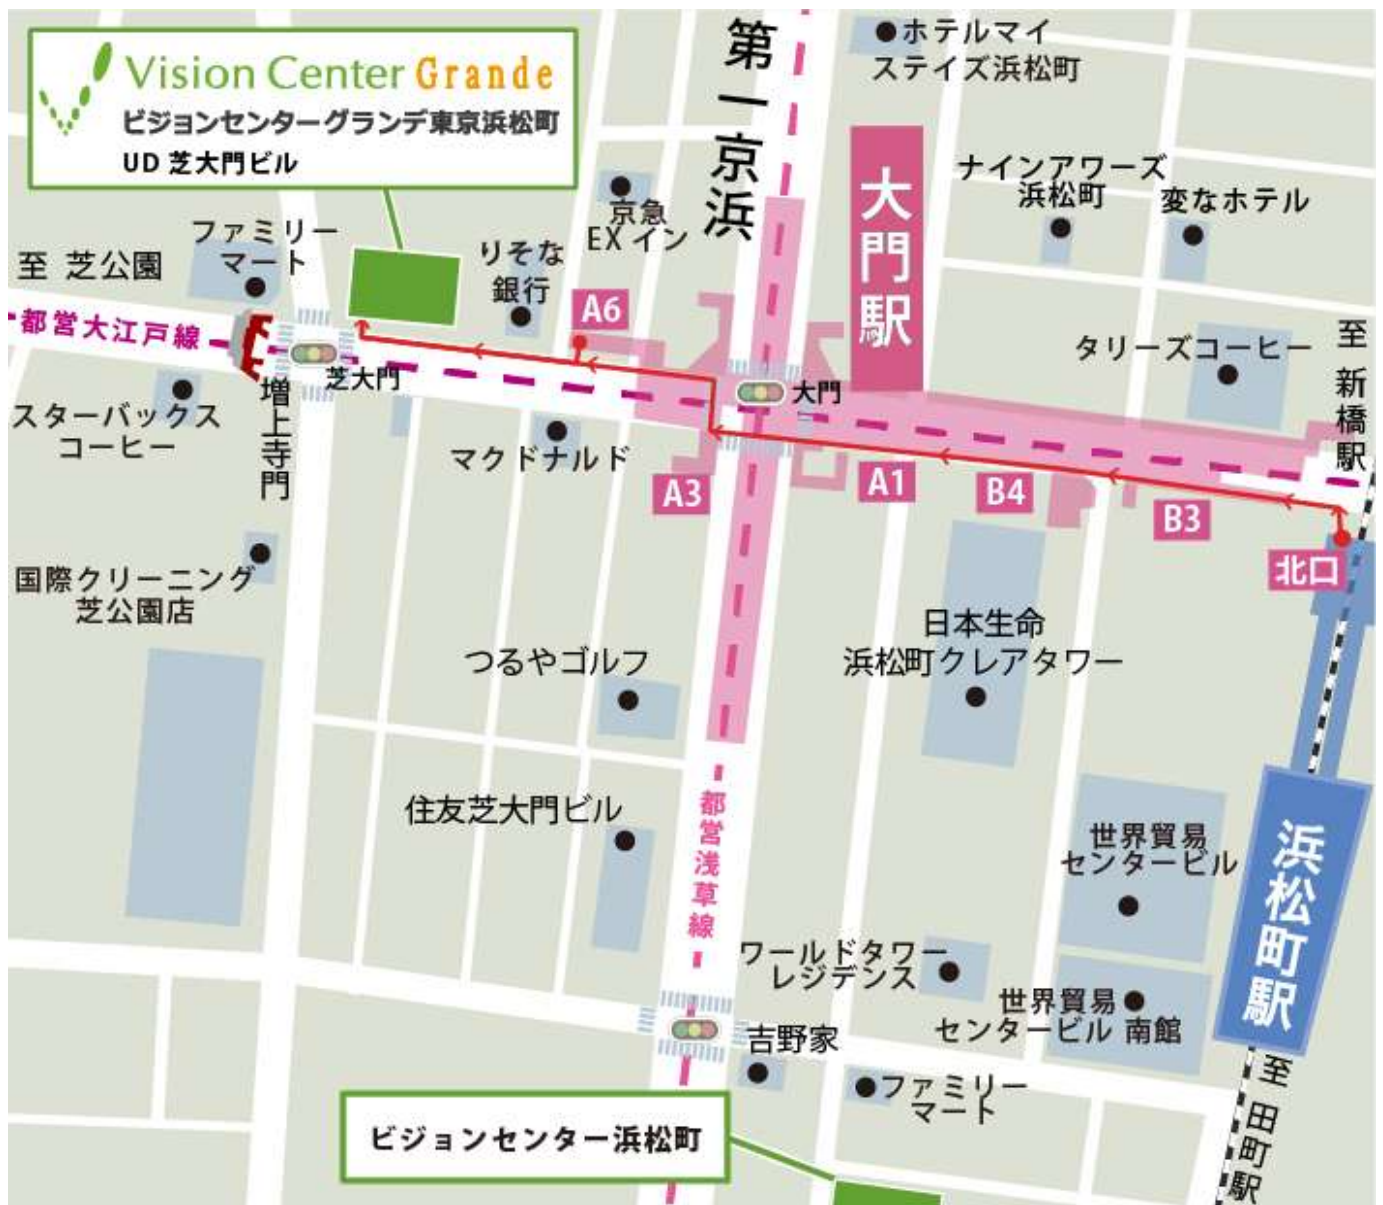 Vision Center Grande
ビジョンセンターグランデ東京浜松町
UD 芝大門ビル
第一京浜
ホテルマイ
ステイズ浜松町
大門駅
ナインアワーズ
浜松町
変なホテル
京急
EX イン
ファミリー
マート
りそな
銀行
至 芝公園
都営大江戸線
A6
タリーズコーヒー
至 新橋駅
芝大門
大門
増上寺門
スターバックス
コーヒー
マクドナルド
A3
A1
B4
B3
北口
国際クリーニング
芝公園店
日本生命
浜松町クレアタワー
つるやゴルフ
住友芝大門ビル
都営浅草線
世界貿易
センタービル
浜松町駅
ワールドタワー
レジデンス
世界貿易
センタービル 南館
吉野家
ファミリー
マート
至 田町駅
ビジョンセンター浜松町